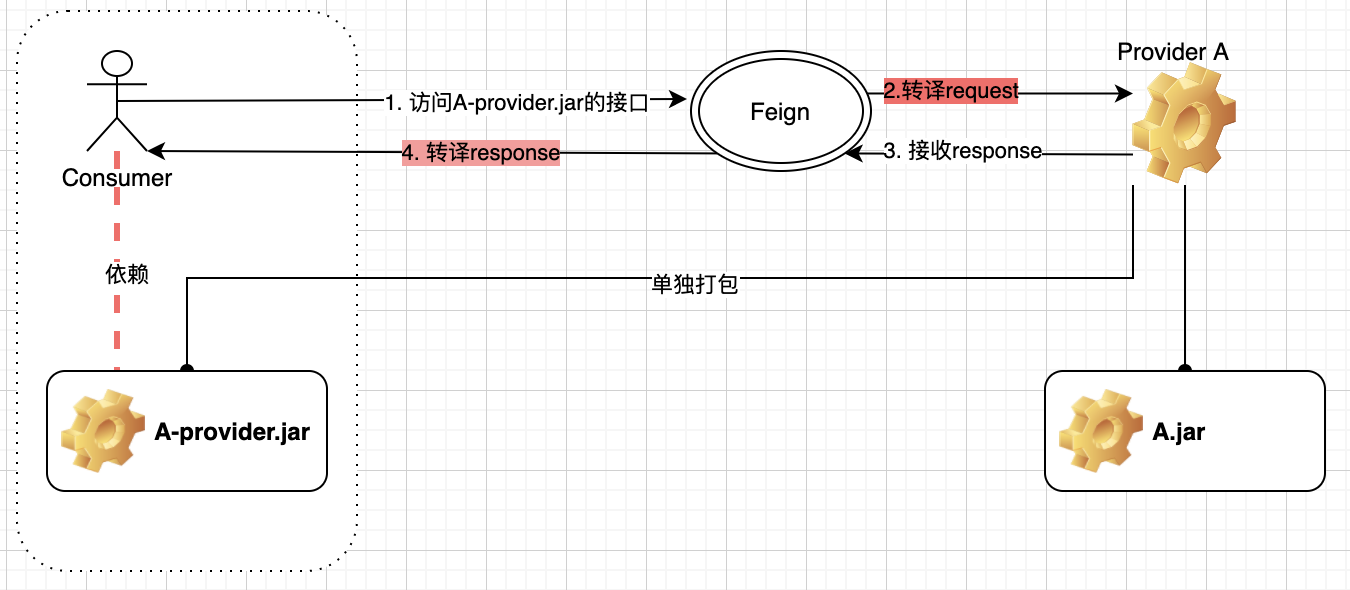 Provider A
1. 访问A-provider.jar的接口
Feign
2.转译request
4. 转译response
3. 接收response
Consumer
依赖
单独打包
A-provider.jar
A.jar